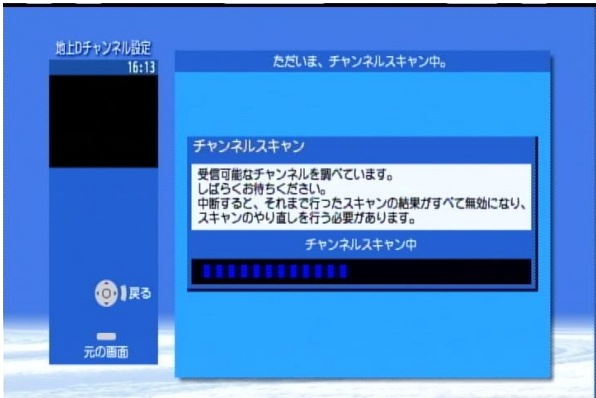 地上Dチャンネル設定
16:13
ただいま、チャンネルスキャン中。
チャンネルスキャン
受信可能なチャンネルを調べています。
しばらくお待ちください。
中断すると、それまで行ったスキャンの結果がすべて無効になり、
スキャンのやり直しを行う必要があります。
チャンネルスキャン中
戻る
元の画面